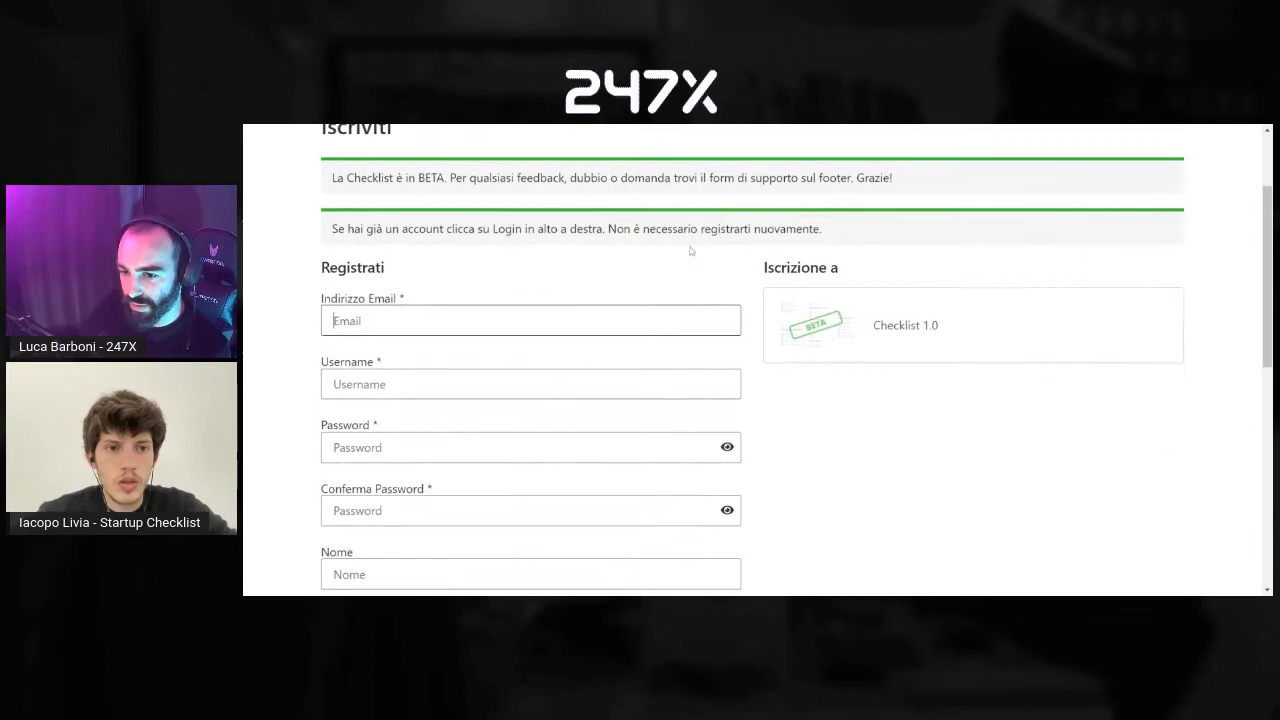 247X
Iscriviti
La Checklist è in BETA. Per qualsiasi feedback, dubbio o domanda trovi il form di supporto sul footer. Grazie!
Se hai già un account clicca su Login in alto a destra. Non è necessario registrarti nuovamente.
Registrati
Iscrizione a
Indirizzo Email *
Email
BETA
Checklist 1.0
Luca Barboni - 247X
Username *
Username
Password *
Password
Conferma Password *
Password
Iacopo Livia - Startup Checklist
Nome
Nome